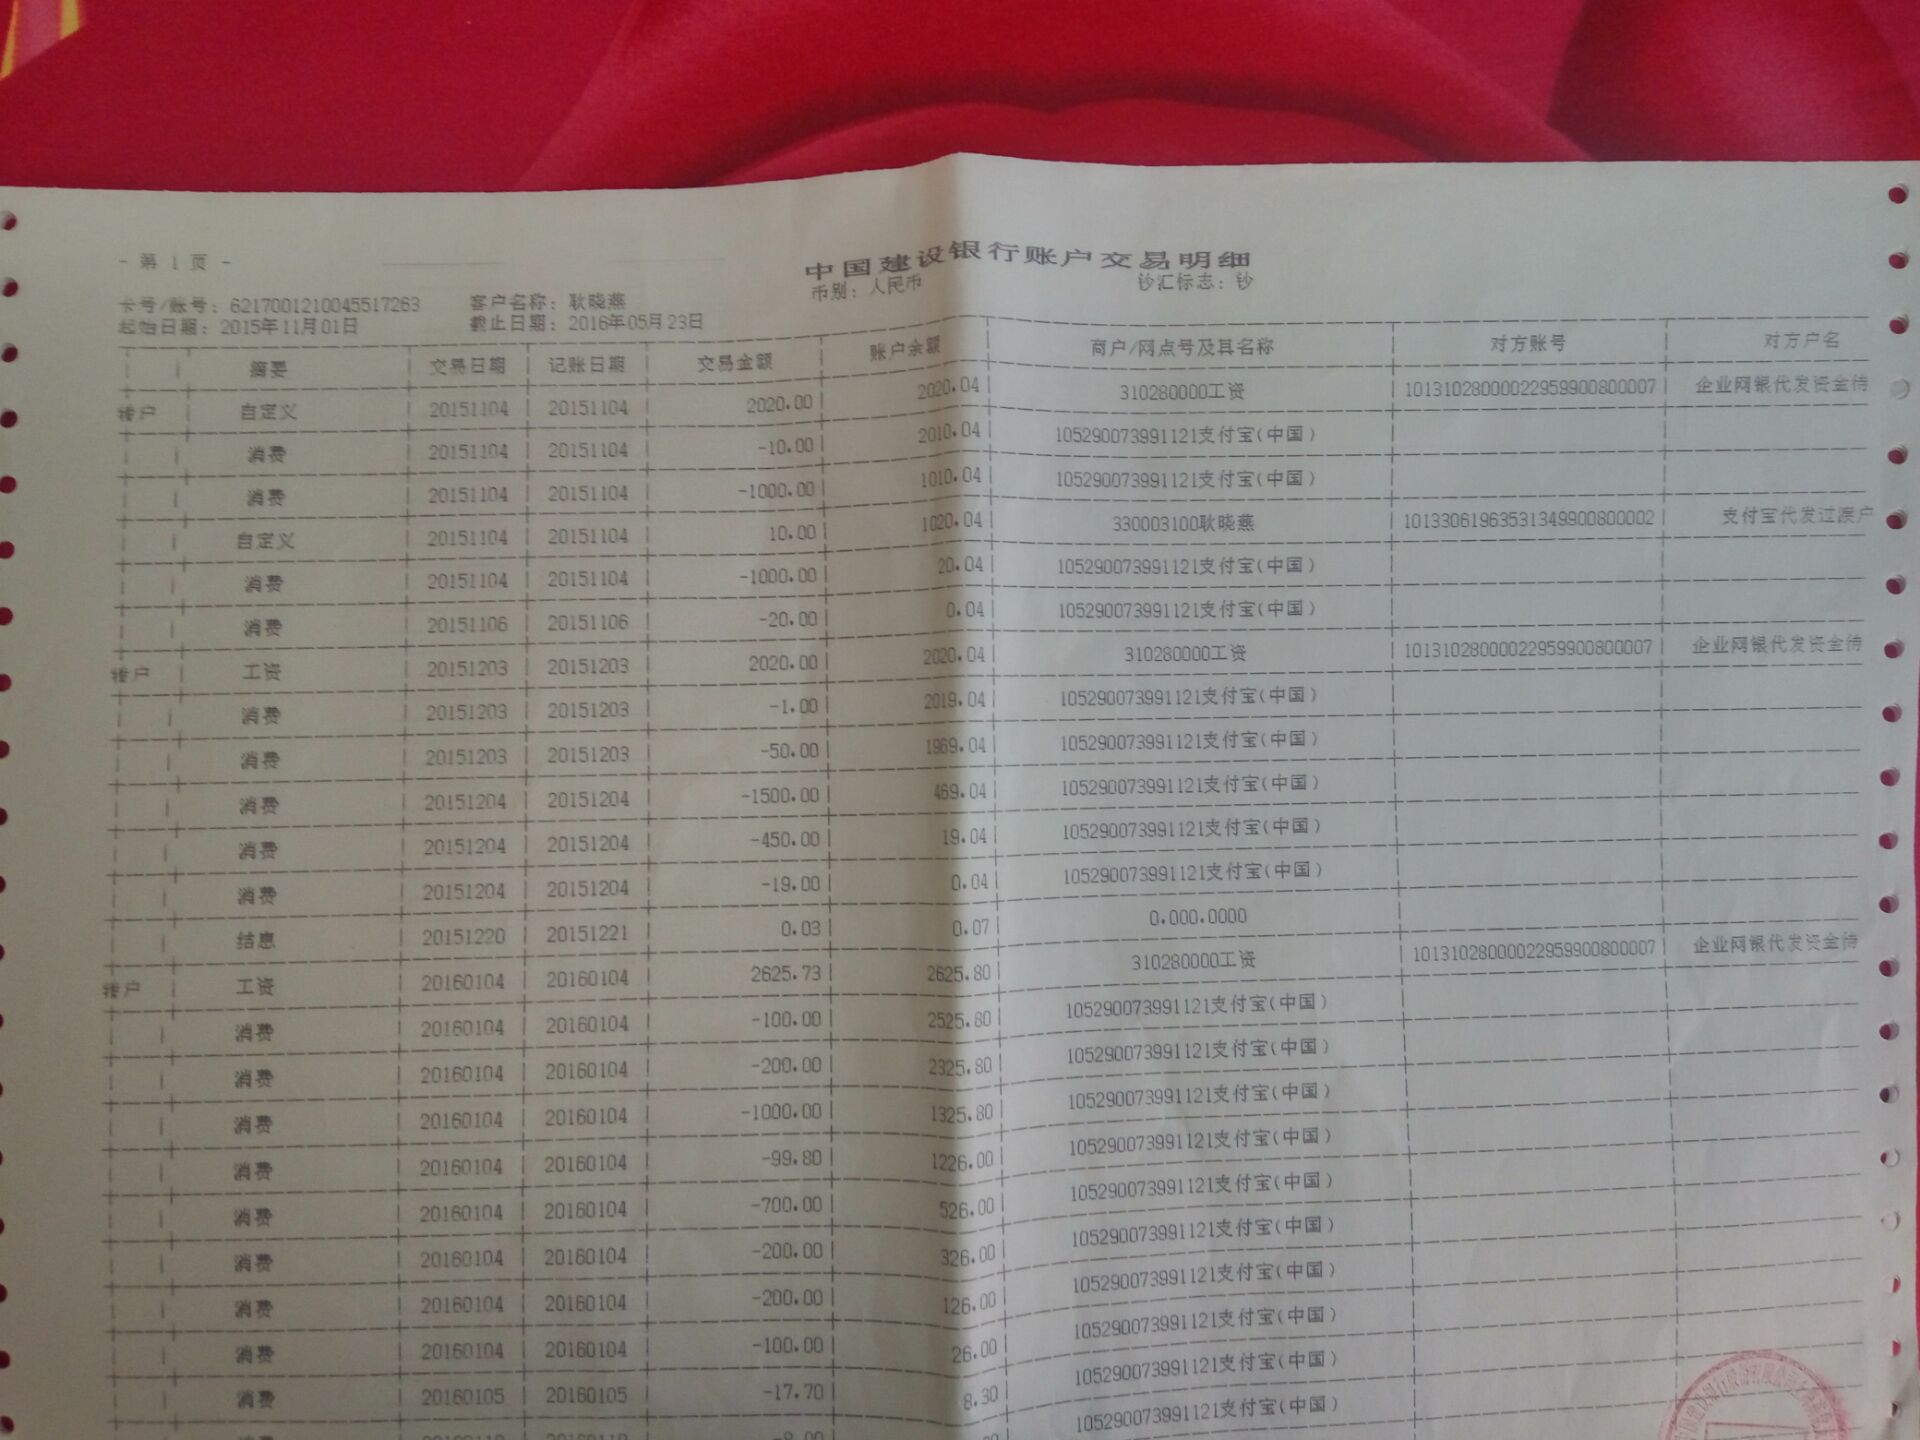 - 第 1 页 -
中国建设银行账户交易明细
卡号/账号: 6217001210045517263 客户名称: 耿晓燕 币别: 人民币 钞汇标志: 钞
起始日期: 2015年11月01日 截止日期: 2016年05月23日
摘要 交易日期 记账日期 交易金额 账户余额 商户/网点号及其名称 对方账号 对方户名
转户 自定义 20151104 20151104 2020.00 2020.04 310280000工资 10131028000022959900800007 企业网银代发资金待
消费 20151104 20151104 -10.00 2010.04 105290073991121支付宝(中国)
消费 20151104 20151104 -1000.00 1010.04 105290073991121支付宝(中国)
自定义 20151104 20151104 10.00 1020.04 330003100耿晓燕 10133061963531349900800002 支付宝代发过渡户
消费 20151104 20151104 -1000.00 20.04 105290073991121支付宝(中国)
消费 20151106 20151106 -20.00 0.04 105290073991121支付宝(中国)
转户 工资 20151203 20151203 2020.00 2020.04 310280000工资 10131028000022959900800007 企业网银代发资金待
消费 20151203 20151203 -1.00 2019.04 105290073991121支付宝(中国)
消费 20151203 20151203 -50.00 1969.04 105290073991121支付宝(中国)
消费 20151204 20151204 -1500.00 469.04 105290073991121支付宝(中国)
消费 20151204 20151204 -450.00 19.04 105290073991121支付宝(中国)
消费 20151204 20151204 -19.00 0.04 105290073991121支付宝(中国)
结息 20151220 20151221 0.03 0.07 0.000.0000
转户 工资 20160104 20160104 2625.73 2625.80 310280000工资 10131028000022959900800007 企业网银代发资金待
消费 20160104 20160104 -100.00 2525.80 105290073991121支付宝(中国)
消费 20160104 20160104 -200.00 2325.80 105290073991121支付宝(中国)
消费 20160104 20160104 -1000.00 1325.80 105290073991121支付宝(中国)
消费 20160104 20160104 -99.80 1226.00 105290073991121支付宝(中国)
消费 20160104 20160104 -700.00 526.00 105290073991121支付宝(中国)
消费 20160104 20160104 -200.00 326.00 105290073991121支付宝(中国)
消费 20160104 20160104 -200.00 126.00 105290073991121支付宝(中国)
消费 20160104 20160104 -100.00 26.00 105290073991121支付宝(中国)
消费 20160105 20160105 -17.70 8.30 105290073991121支付宝(中国)
105290073991121支付宝(中国)